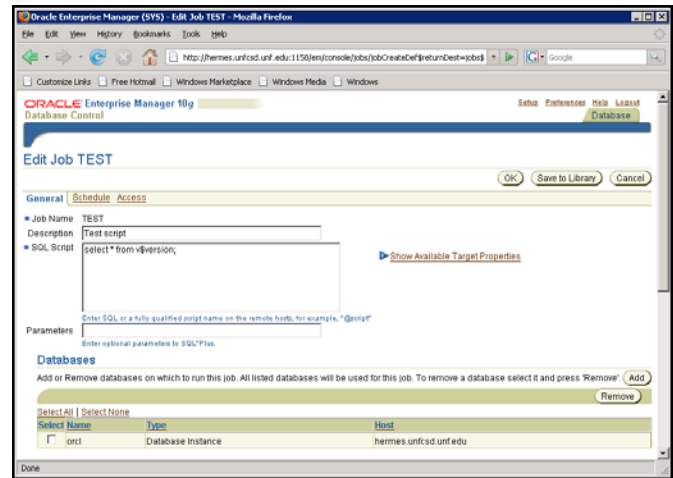 Oracle Enterprise Manager (SYS) - Edit Job TEST - Mozilla Firefox
File Edit View History Bookmarks Tools Help
http://hermes.unfcsd.unf.edu:1158/em/console/jobs/jobCreateDef$returnDest=jobs$ Google
Customize Links Free Hotmail Windows Marketplace Windows Media Windows
ORACLE Enterprise Manager 10g
Database Control
Setup Preferences Help Logout
Database
Edit Job TEST
OK Save to Library Cancel
General Schedule Access
Job Name TEST
Description Test script
SQL Script select * from v$version;
Show Available Target Properties
Enter SQL or a fully qualified script name on the remote hosts, for example, "@script"
Parameters
Enter optional parameters to SQL*Plus.
Databases
Add or Remove databases on which to run this job. All listed databases will be used for this job. To remove a database select it and press 'Remove'. Add
Remove
Select All | Select None
Select Name Type Host
orcl Database Instance hermes.unfcsd.unf.edu
Done